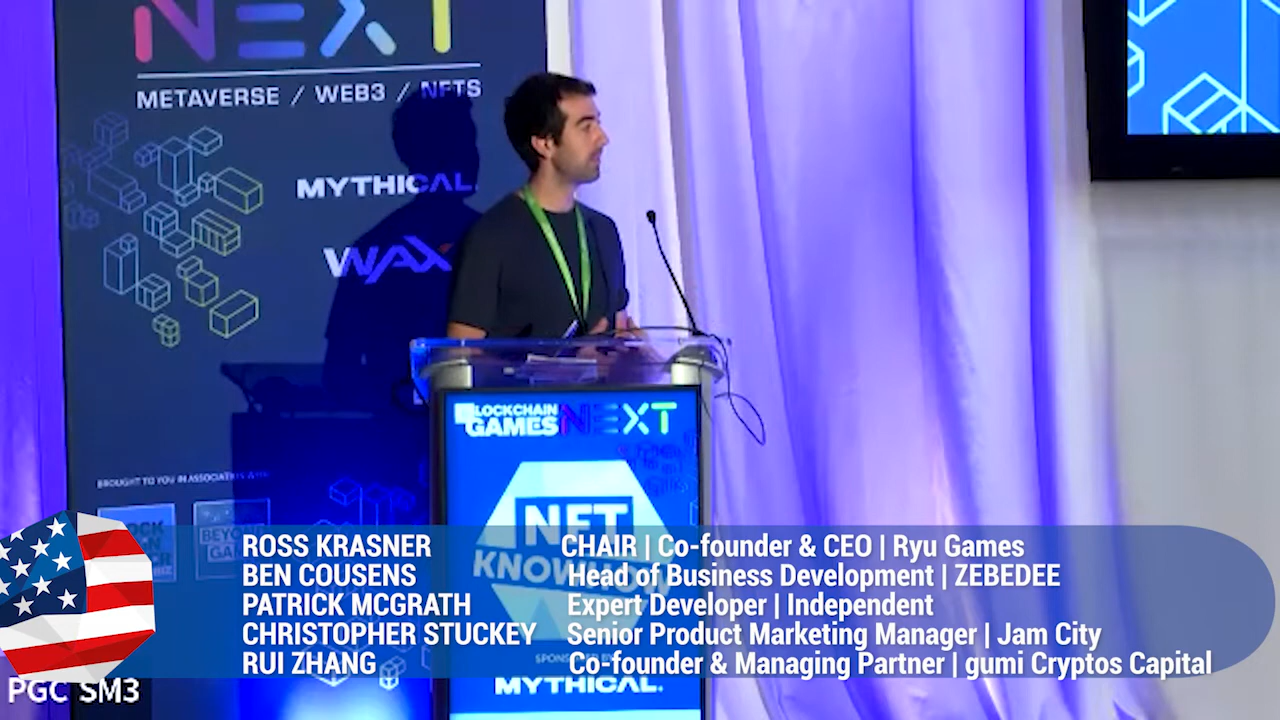 NEXT
METAVERSE / WEB3 / NFTS
MYTHICAL.
WAX
BROUGHT TO YOU IN ASSOCIATION WITH
BLOCKCHAIN
GAMES NEXT
NFT
KNOWHOW
ROSS KRASNER CHAIR | Co-founder & CEO | Ryu Games
BEN COUSENS Head of Business Development | ZEBEDEE
PATRICK MCGRATH Expert Developer | Independent
CHRISTOPHER STUCKEY Senior Product Marketing Manager | Jam City
RUI ZHANG Co-founder & Managing Partner | gumi Cryptos Capital
MYTHICAL.
PGC SM3